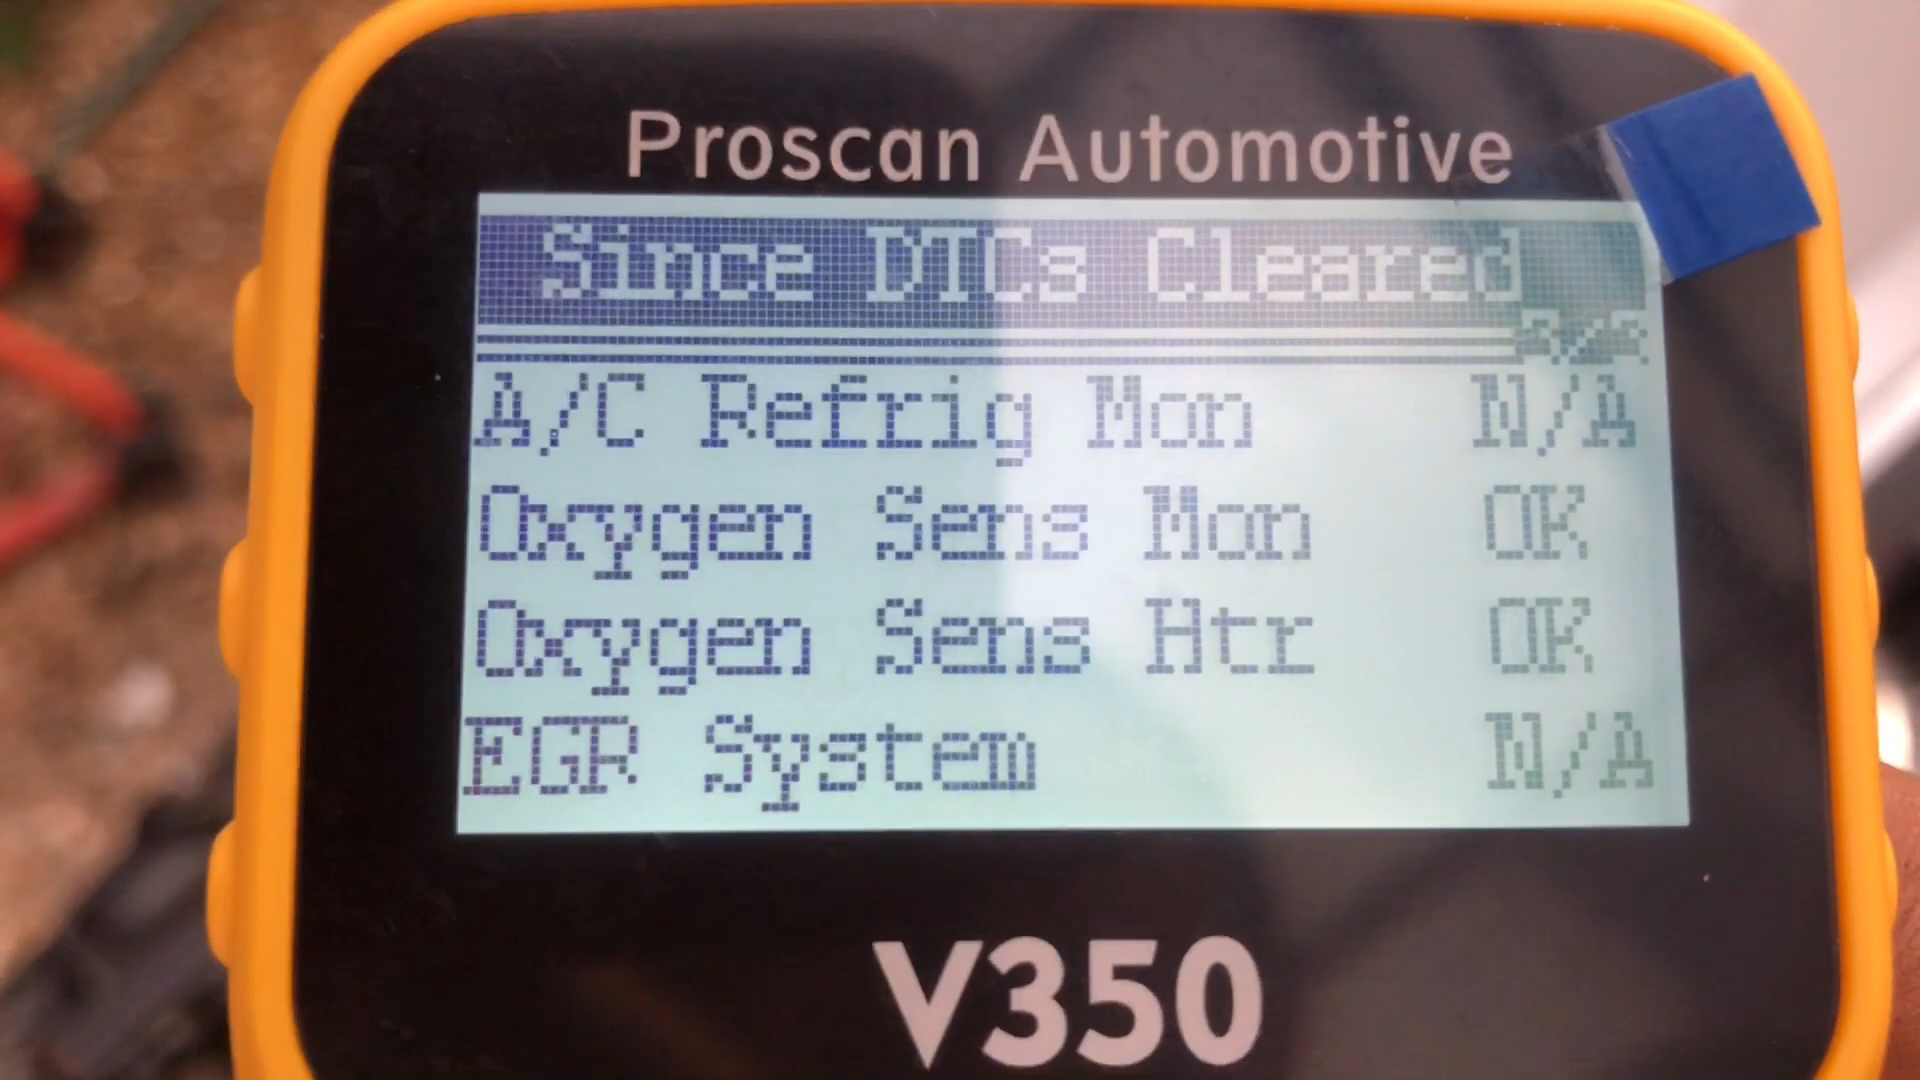 Proscan Automotive
Since DTCs Cleared
A/C Refrig Mon N/A
Oxygen Sens Mon OK
Oxygen Sens Htr OK
EGR System N/A
V350